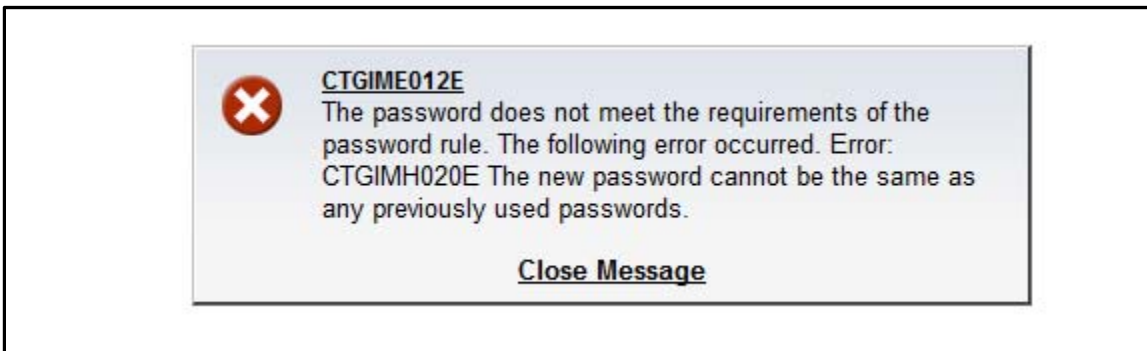 CTGIME012E
The password does not meet the requirements of the
password rule. The following error occurred. Error:
CTGIMH020E The new password cannot be the same as
any previously used passwords.
Close Message